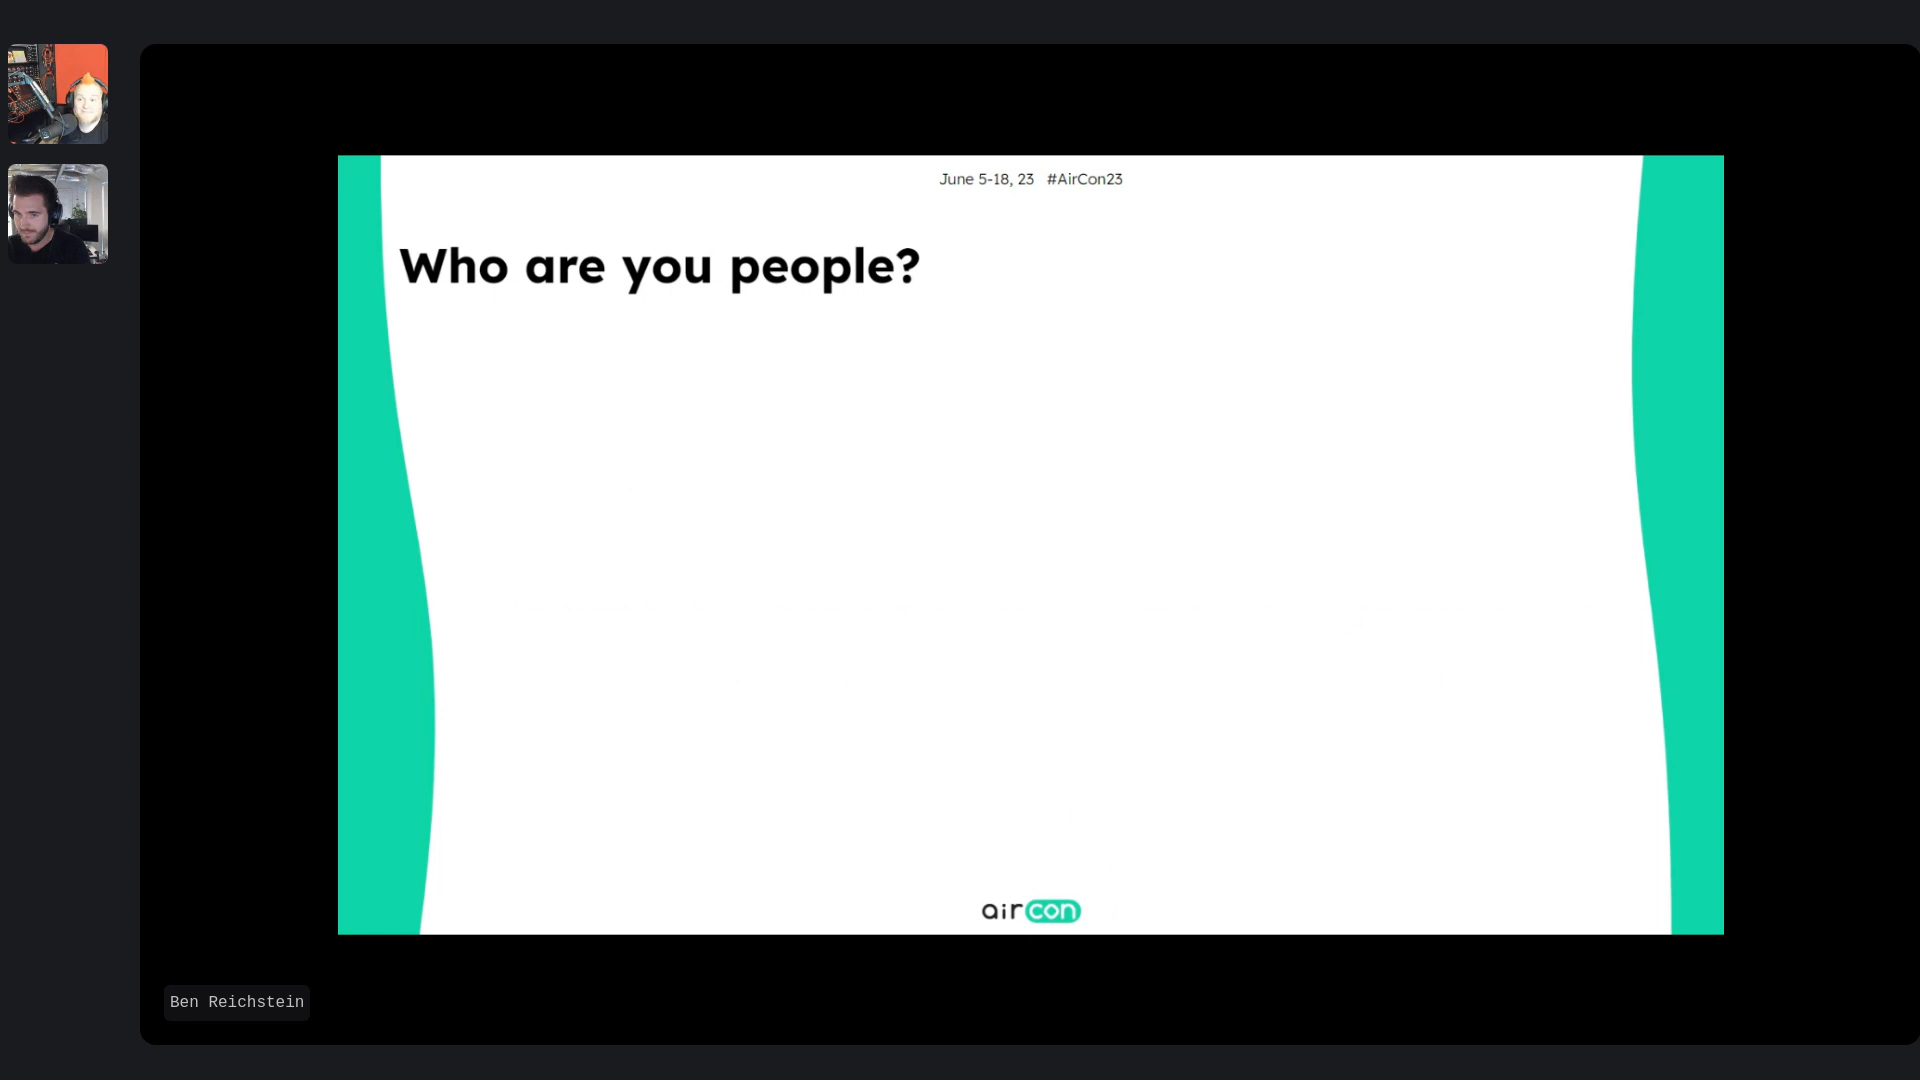 June 5-18, 23 #AirCon23
Who are you people?
aircon
Ben Reichstein